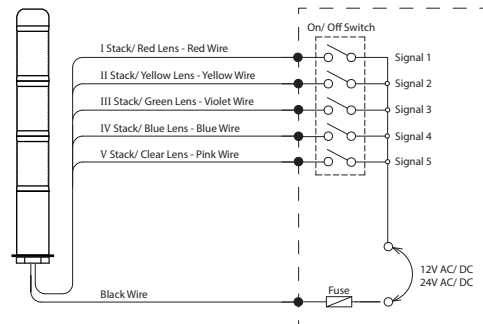 On/ Off Switch
I Stack/ Red Lens - Red Wire
Signal 1
II Stack/ Yellow Lens - Yellow Wire
Signal 2
III Stack/ Green Lens - Violet Wire
Signal 3
IV Stack/ Blue Lens - Blue Wire
Signal 4
V Stack/ Clear Lens - Pink Wire
Signal 5
12V AC/ DC
24V AC/ DC
Black Wire
Fuse